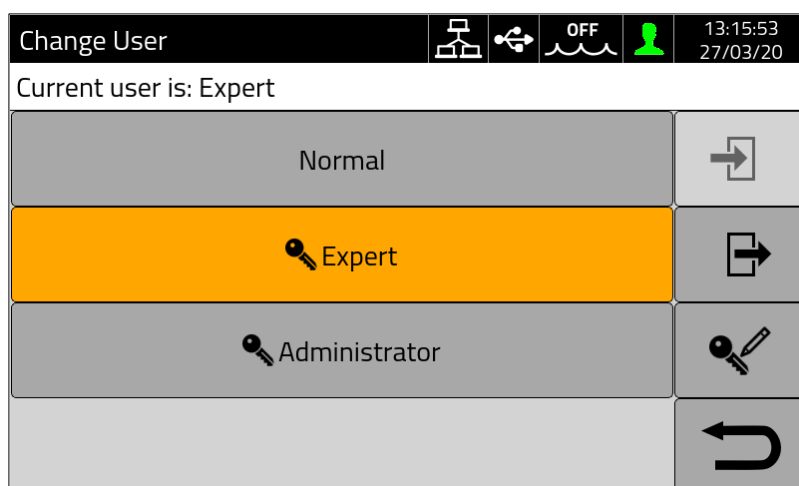 Change User
OFF
13:15:53
27/03/20
Current user is: Expert
Normal
Expert
Administrator